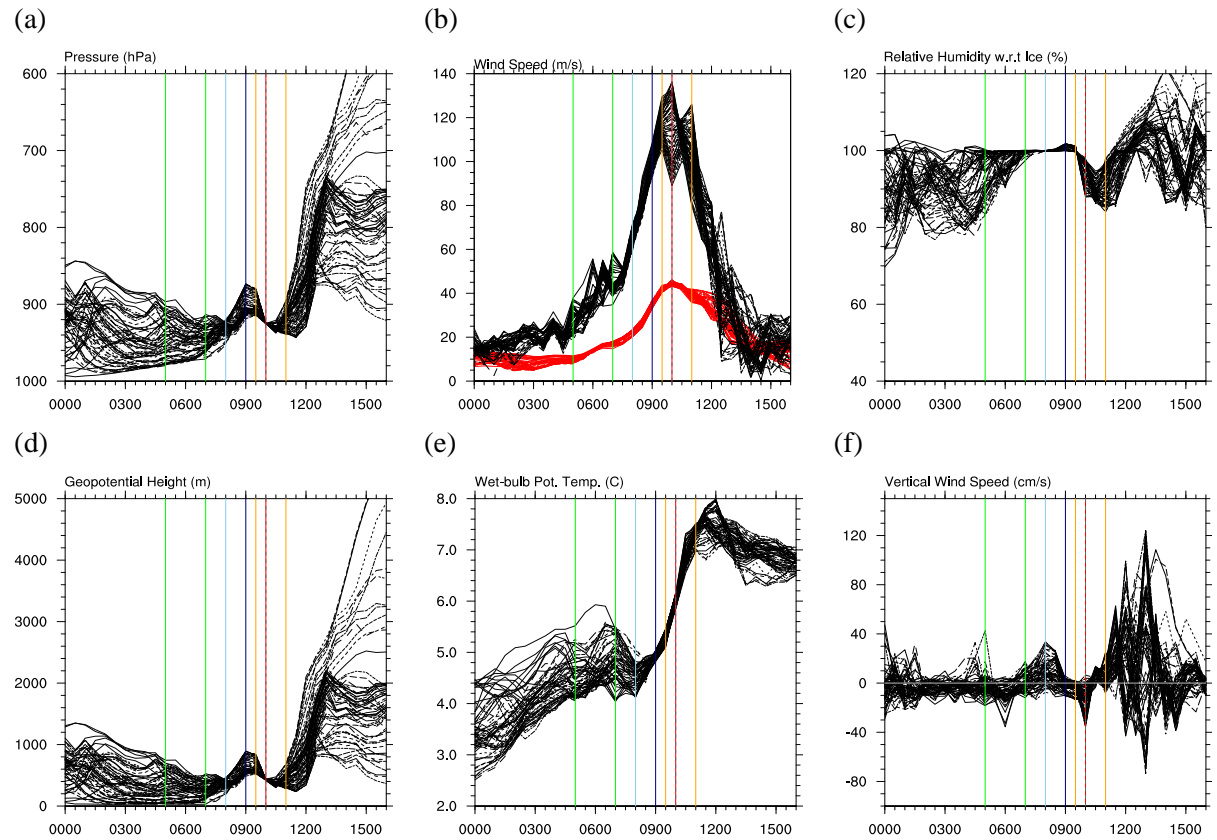 (a) (b) (c)
Pressure (hPa) Wind Speed (m/s) Relative Humidity w.r.t Ice (%)
600 140 120
700 120 100
800 100 80
900 80 60
1000 60 40
40
20
0
0000 0300 0600 0900 1200 1500 0000 0300 0600 0900 1200 1500 0000 0300 0600 0900 1200 1500
(d) (e) (f)
Geopotential Height (m) Wet-bulb Pot. Temp. (C) Vertical Wind Speed (cm/s)
5000 8.0 120
4000 7.0 80
3000 6.0 40
2000 5.0 0
1000 4.0 -40
0 3.0 -80
2.0
0000 0300 0600 0900 1200 1500 0000 0300 0600 0900 1200 1500 0000 0300 0600 0900 1200 1500